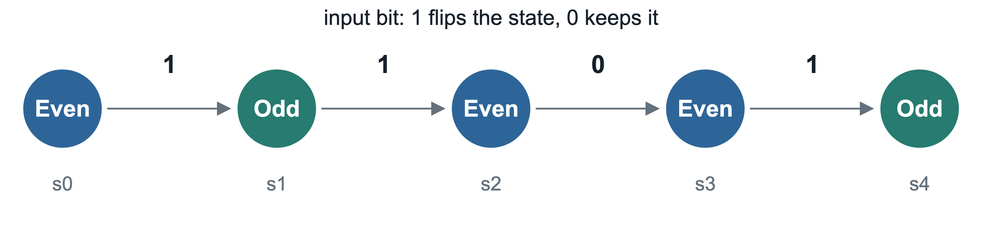 input bit: 1 flips the state, 0 keeps it
1 1 0 1
Even Odd Even Even Odd
s0 s1 s2 s3 s4